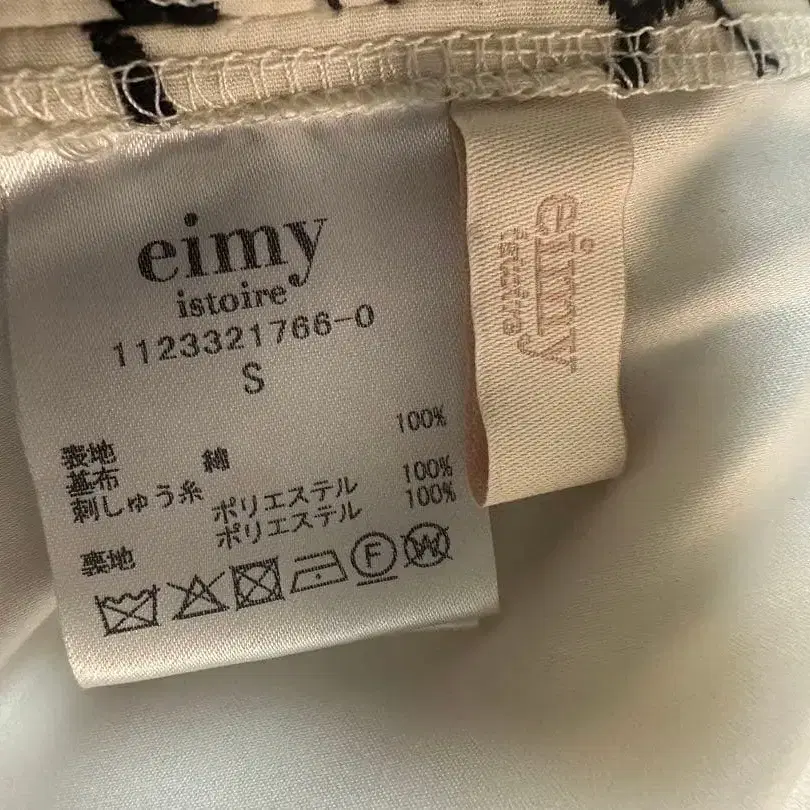 eimy
istoire
1123321766-0
S
表地
基布 綿 100%
刺しゅう糸 ポリエステル 100%
裏地 ポリエステル 100%
F
W
eimy
istoire